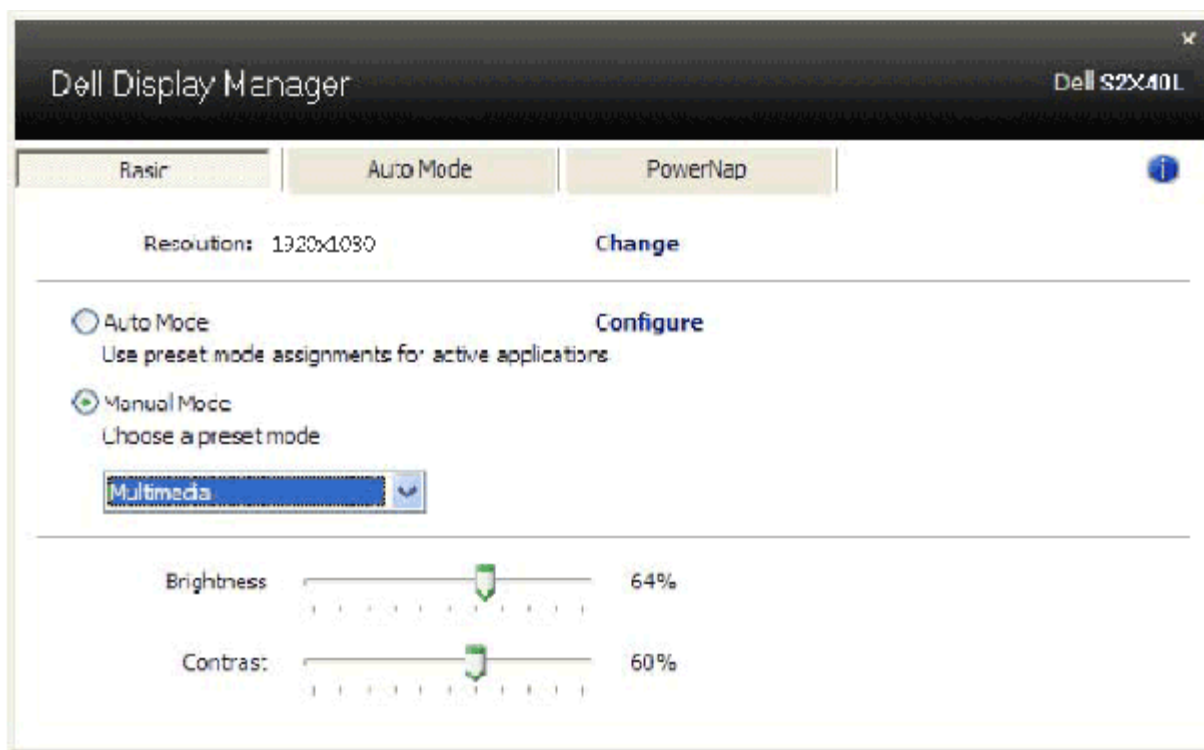 Dell Display Manager
Dell S2X40L
Basic
Auto Mode
PowerNap
Resolution: 1920x1080
Change
Auto Mode
Configure
Use preset mode assignments for active applications
Manual Mode
Choose a preset mode
Multimedia
Brightness
64%
Contrast
60%